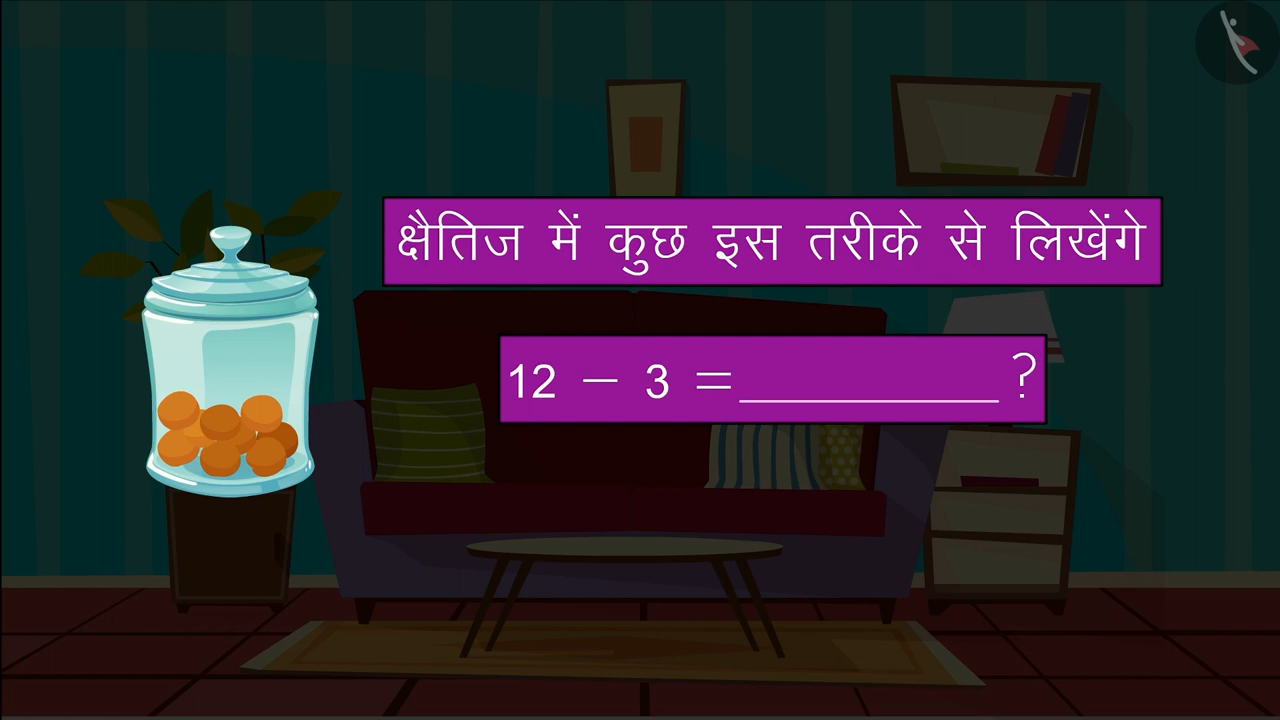 क्षैतिज में कुछ इस तरीके से लिखेंगे
12 − 3 =__________ ?